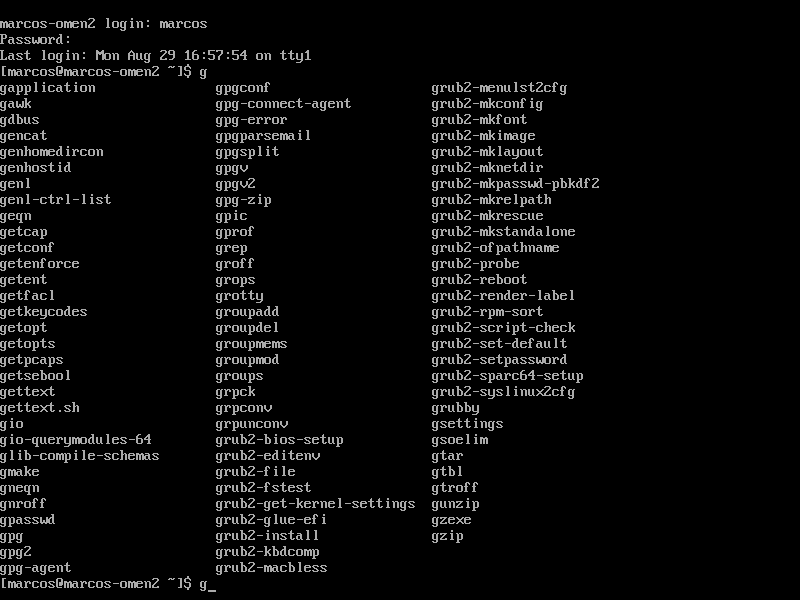 marcos-omen2 login: marcos
Password:
Last login: Mon Aug 29 16:57:54 on tty1
[marcos@marcos-omen2 ~]$ g
gapplication gpgconf grub2-menulst2cfg
gawk gpg-connect-agent grub2-mkconfig
gdbus gpg-error grub2-mkfont
gencat gpgparsemail grub2-mkimage
genhomedircon gpgsplit grub2-mklayout
genhostid gpgv grub2-mknetdir
genl gpgv2 grub2-mkpasswd-pbkdf2
genl-ctrl-list gpg-zip grub2-mkrelpath
geqn gpic grub2-mkrescue
getcap gprof grub2-mkstandalone
getconf grep grub2-ofpathname
getenforce groff grub2-probe
getent grops grub2-reboot
getfacl grotty grub2-render-label
getkeycodes groupadd grub2-rpm-sort
getopt groupdel grub2-script-check
getopts groupmems grub2-set-default
getpcaps groupmod grub2-setpassword
getsebool groups grub2-sparc64-setup
gettext grpck grub2-syslinux2cfg
gettext.sh grpconv grubby
gio grpunconv gsettings
gio-querymodules-64 grub2-bios-setup gsoelim
glib-compile-schemas grub2-editenv gtar
gmake grub2-file gtbl
gneqn grub2-fstest gtroff
gnroff grub2-get-kernel-settings gunzip
gpasswd grub2-glue-efi gzexe
gpg grub2-install gzip
gpg2 grub2-kbdcomp
gpg-agent grub2-macbless
[marcos@marcos-omen2 ~]$ g_